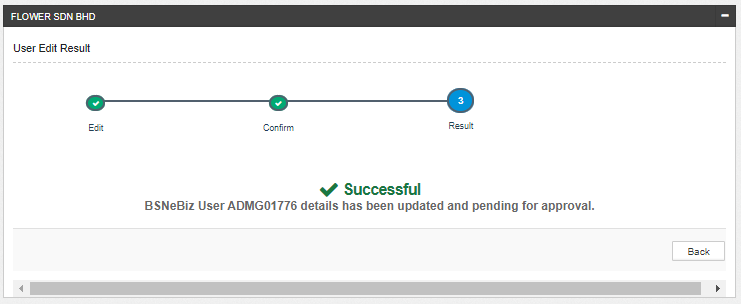 FLOWER SDN BHD
User Edit Result
3
Edit
Confirm
Result
Successful
BSNeBiz User ADMG01776 details has been updated and pending for approval.
Back